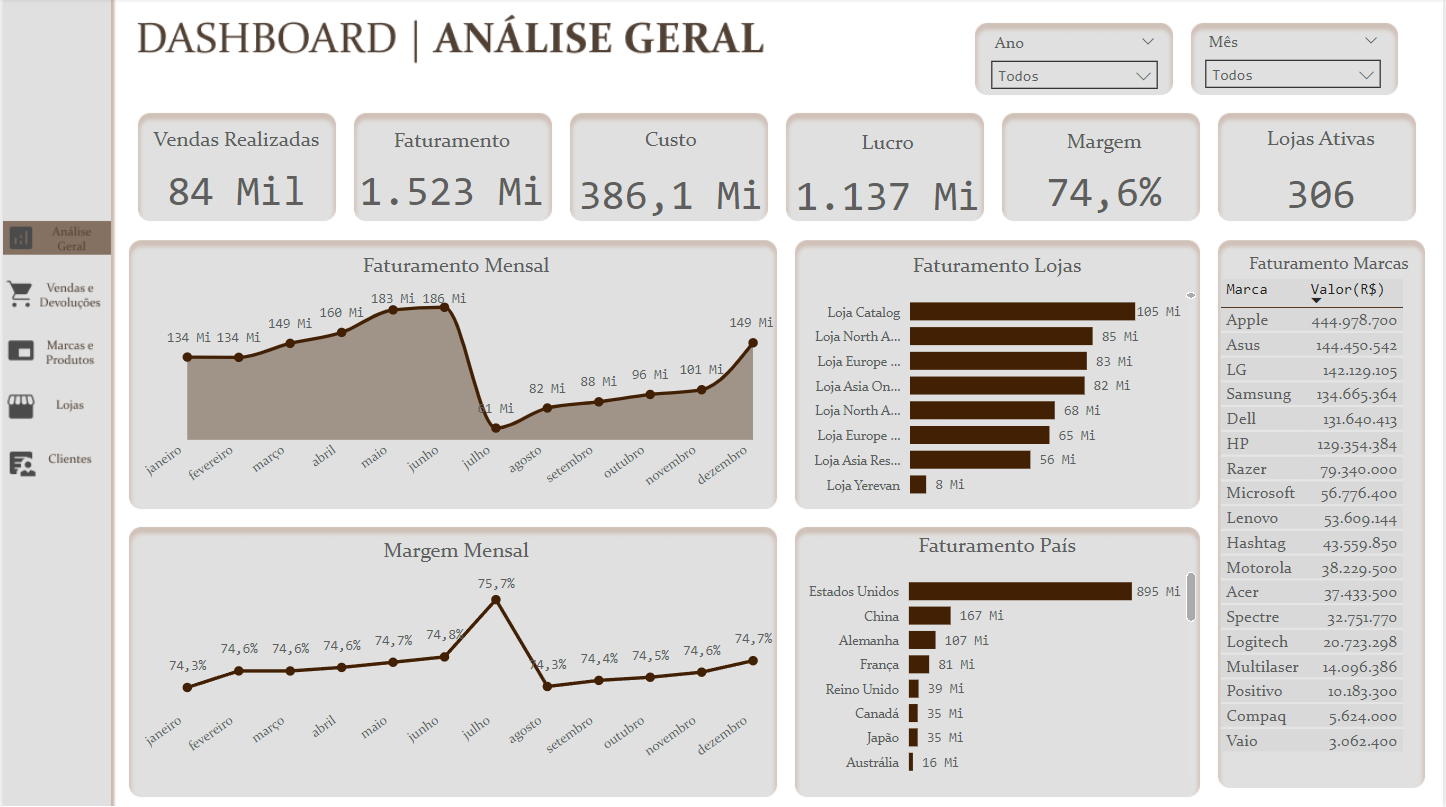 DASHBOARD | ANÁLISE GERAL
Ano
Todos
Mês
Todos
Vendas Realizadas
84 Mil
Faturamento
1.523 Mi
Custo
386,1 Mi
Lucro
1.137 Mi
Margem
74,6%
Lojas Ativas
306
Análise
Geral
Vendas e
Devoluções
Marcas e
Produtos
Lojas
Clientes
Faturamento Mensal
134 Mi
134 Mi
149 Mi
160 Mi
183 Mi
186 Mi
Mi
82 Mi
88 Mi
96 Mi
101 Mi
149 Mi
janeiro
fevereiro
março
abril
maio
junho
julho
agosto
setembro
outubro
novembro
dezembro
Faturamento Lojas
Loja Catalog 105 Mi
Loja North A... 85 Mi
Loja Europe ... 83 Mi
Loja Asia On... 82 Mi
Loja North A... 68 Mi
Loja Europe ... 65 Mi
Loja Asia Res... 56 Mi
Loja Yerevan 8 Mi
Faturamento Marcas
Marca Valor(R$)
Apple 444.978.700
Asus 144.450.542
LG 142.129.105
Samsung 134.665.364
Dell 131.640.413
HP 129.354.384
Razer 79.340.000
Microsoft 56.776.400
Lenovo 53.609.144
Hashtag 43.559.850
Motorola 38.229.500
Acer 37.433.500
Spectre 32.751.770
Logitech 20.723.298
Multilaser 14.096.386
Positivo 10.183.300
Compaq 5.624.000
Vaio 3.062.400
Margem Mensal
74,3%
74,6%
74,6%
74,6%
74,7%
74,8%
75,7%
74,3%
74,4%
74,5%
74,6%
74,7%
janeiro
fevereiro
março
abril
maio
junho
julho
agosto
setembro
outubro
novembro
dezembro
Faturamento País
Estados Unidos 895 Mi
China 167 Mi
Alemanha 107 Mi
França 81 Mi
Reino Unido 39 Mi
Canadá 35 Mi
Japão 35 Mi
Austrália 16 Mi